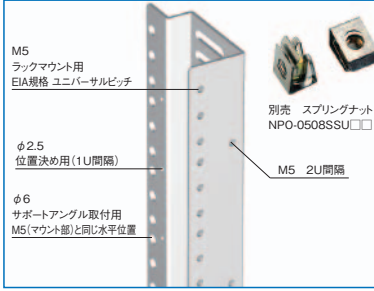 M5
ラックマウント用
EIA規格 ユニバーサルピッチ
別売 スプリングナット
NPO-0508SSU□□
φ2.5
位置決め用(1U間隔)
M5 2U間隔
φ6
サポートアングル取付用
M5(マウント部)と同じ水平位置